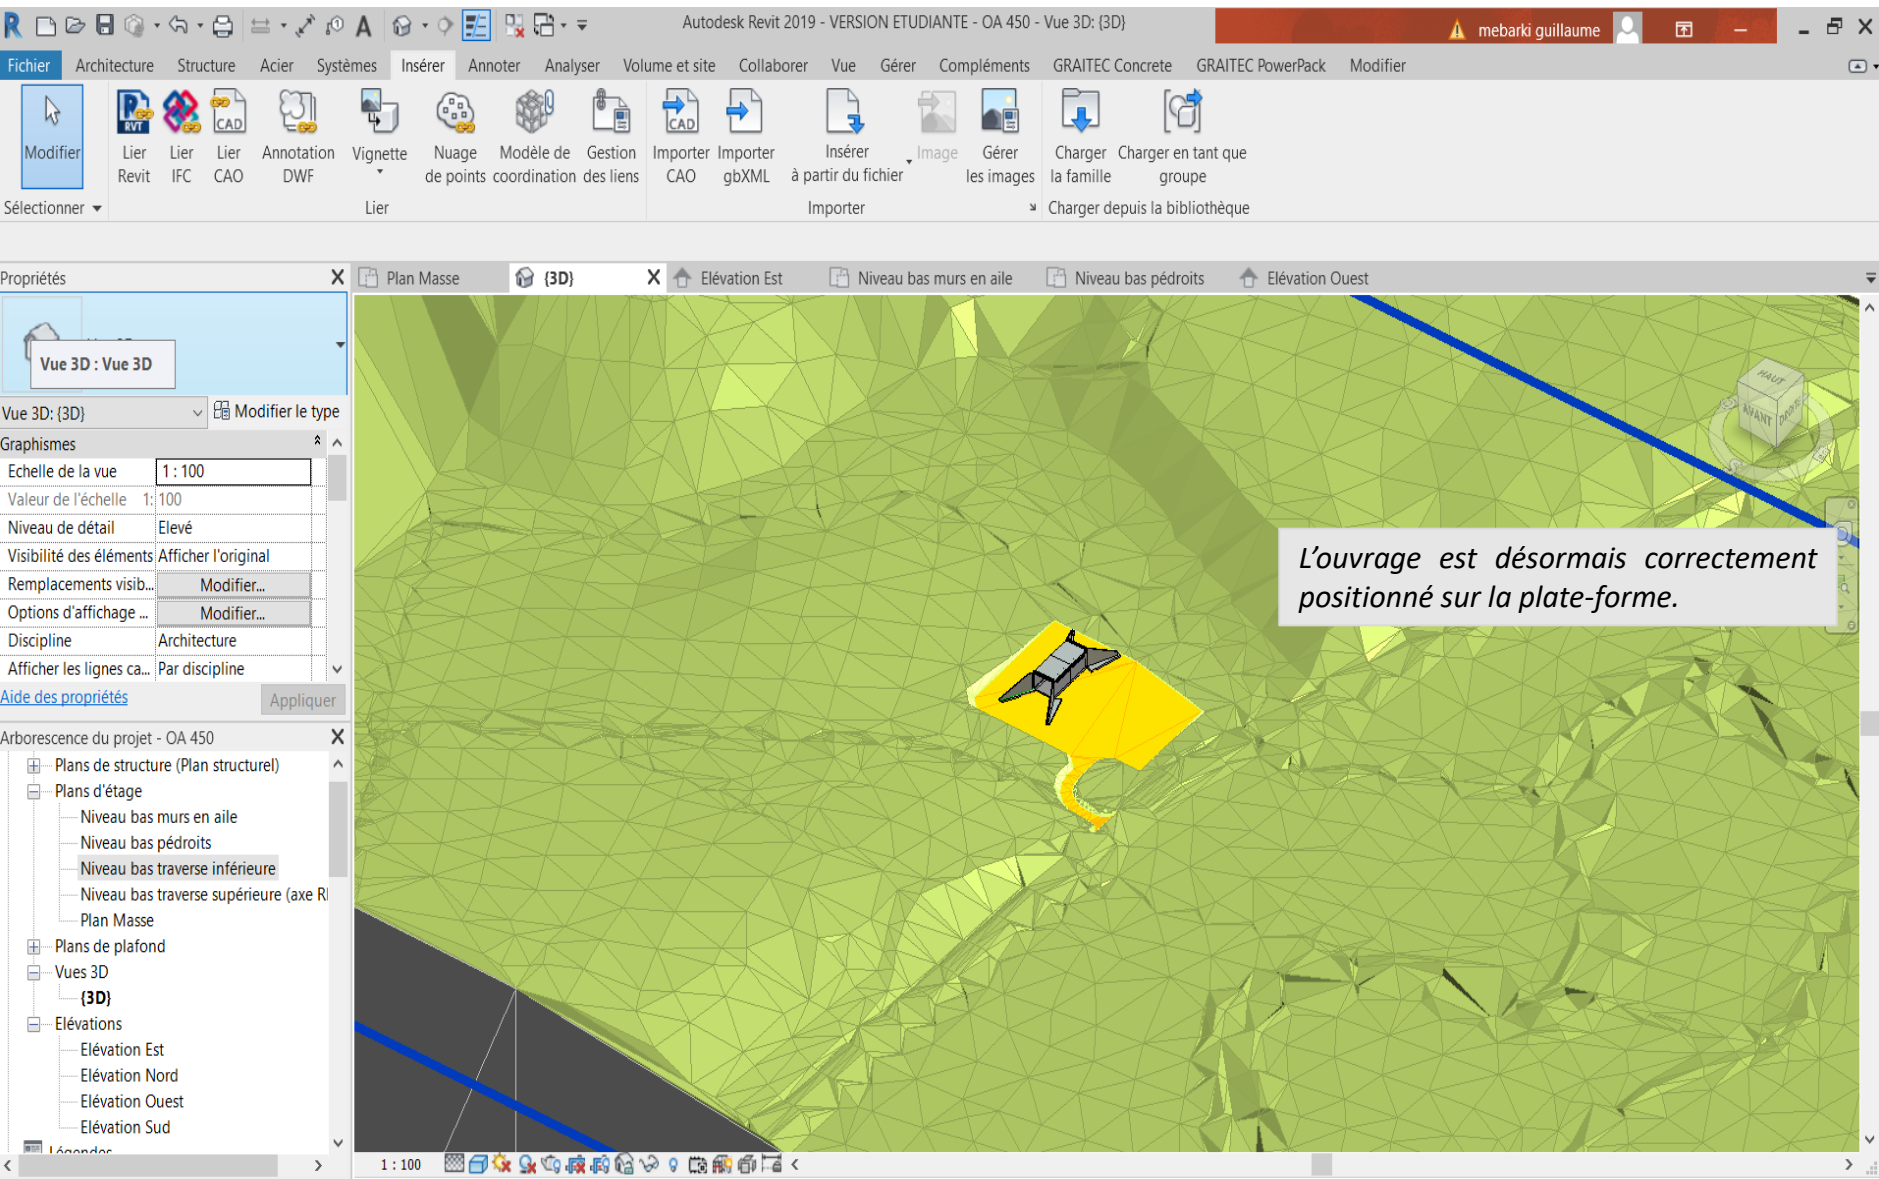 Autodesk Revit 2019 - VERSION ETUDIANTE - OA 450 - Vue 3D: {3D}
mebarki guillaume
Fichier Architecture Structure Acier Systèmes Insérer Annoter Analyser Volume et site Collaborer Vue Gérer Compléments GRAITEC Concrete GRAITEC PowerPack Modifier
Modifier Lier Revit Lier IFC Lier CAO Annotation DWF Vignette Nuage de points Modèle de coordination Gestion des liens Importer CAO Importer gbXML Insérer à partir du fichier Image Gérer les images Charger la famille Charger en tant que groupe
Sélectionner Lier Importer Charger depuis la bibliothèque
Propriétés
Plan Masse {3D} Elévation Est Niveau bas murs en aile Niveau bas pédroits Elévation Ouest
Vue 3D : Vue 3D
Vue 3D: {3D} Modifier le type
Graphismes
Echelle de la vue 1 : 100
Valeur de l'échelle 1: 100
Niveau de détail Elevé
Visibilité des éléments Afficher l'original
Remplacements visib... Modifier...
Options d'affichage ... Modifier...
Discipline Architecture
Afficher les lignes ca... Par discipline
Aide des propriétés Appliquer
Arborescence du projet - OA 450
Plans de structure (Plan structurel)
Plans d'étage
Niveau bas murs en aile
Niveau bas pédroits
Niveau bas traverse inférieure
Niveau bas traverse supérieure (axe
Plan Masse
Plans de plafond
Vues 3D
{3D}
Elévations
Elévation Est
Elévation Nord
Elévation Ouest
Elévation Sud
Légendes
HAUT
AVANT DROITE
L'ouvrage est désormais correctement
positionné sur la plate-forme.
1 : 100